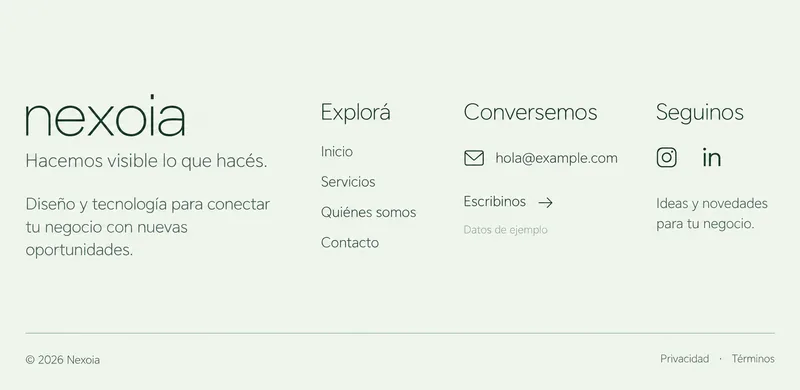 nexoia
Hacemos visible lo que hacés.
Diseño y tecnología para conectar
tu negocio con nuevas
oportunidades.
Explorá
Inicio
Servicios
Quiénes somos
Contacto
Conversemos
hola@example.com
Escribinos →
Datos de ejemplo
Seguinos
in
Ideas y novedades
para tu negocio.
© 2026 Nexoia
Privacidad · Términos